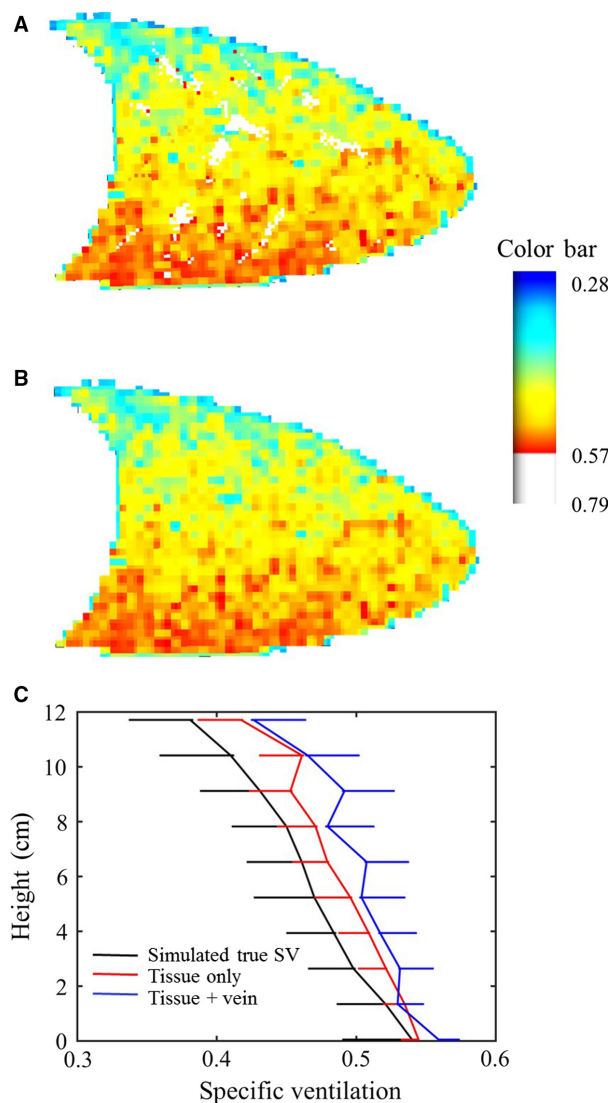 A
Color bar
0.28
0.57
0.79
B
C
12
10
8
6
4
2
0
Height (cm)
Simulated true SV
Tissue only
Tissue + vein
0.3
0.4
0.5
0.6
Specific ventilation